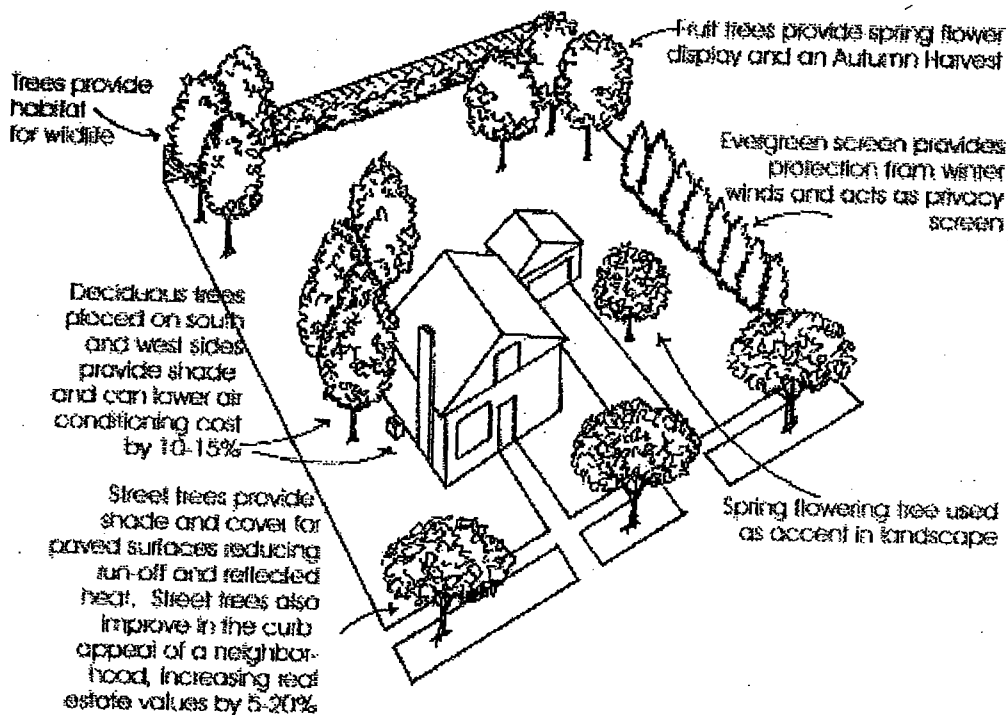 Trees provide
habitat
for wildlife
Fruit trees provide spring flower
display and an Autumn Harvest
Evergreen screen provides
protection from winter
winds and acts as privacy
screen
Deciduous trees
placed on south
and west sides
provide shade
and can lower air
conditioning cost
by 10-15%
Street trees provide
shade and cover for
paved surfaces reducing
run-off and reflected
heat. Street trees also
improve in the curb
appeal of a neighbor-
hood, increasing real
estate values by 5-20%
Spring flowering tree used
as accent in landscape